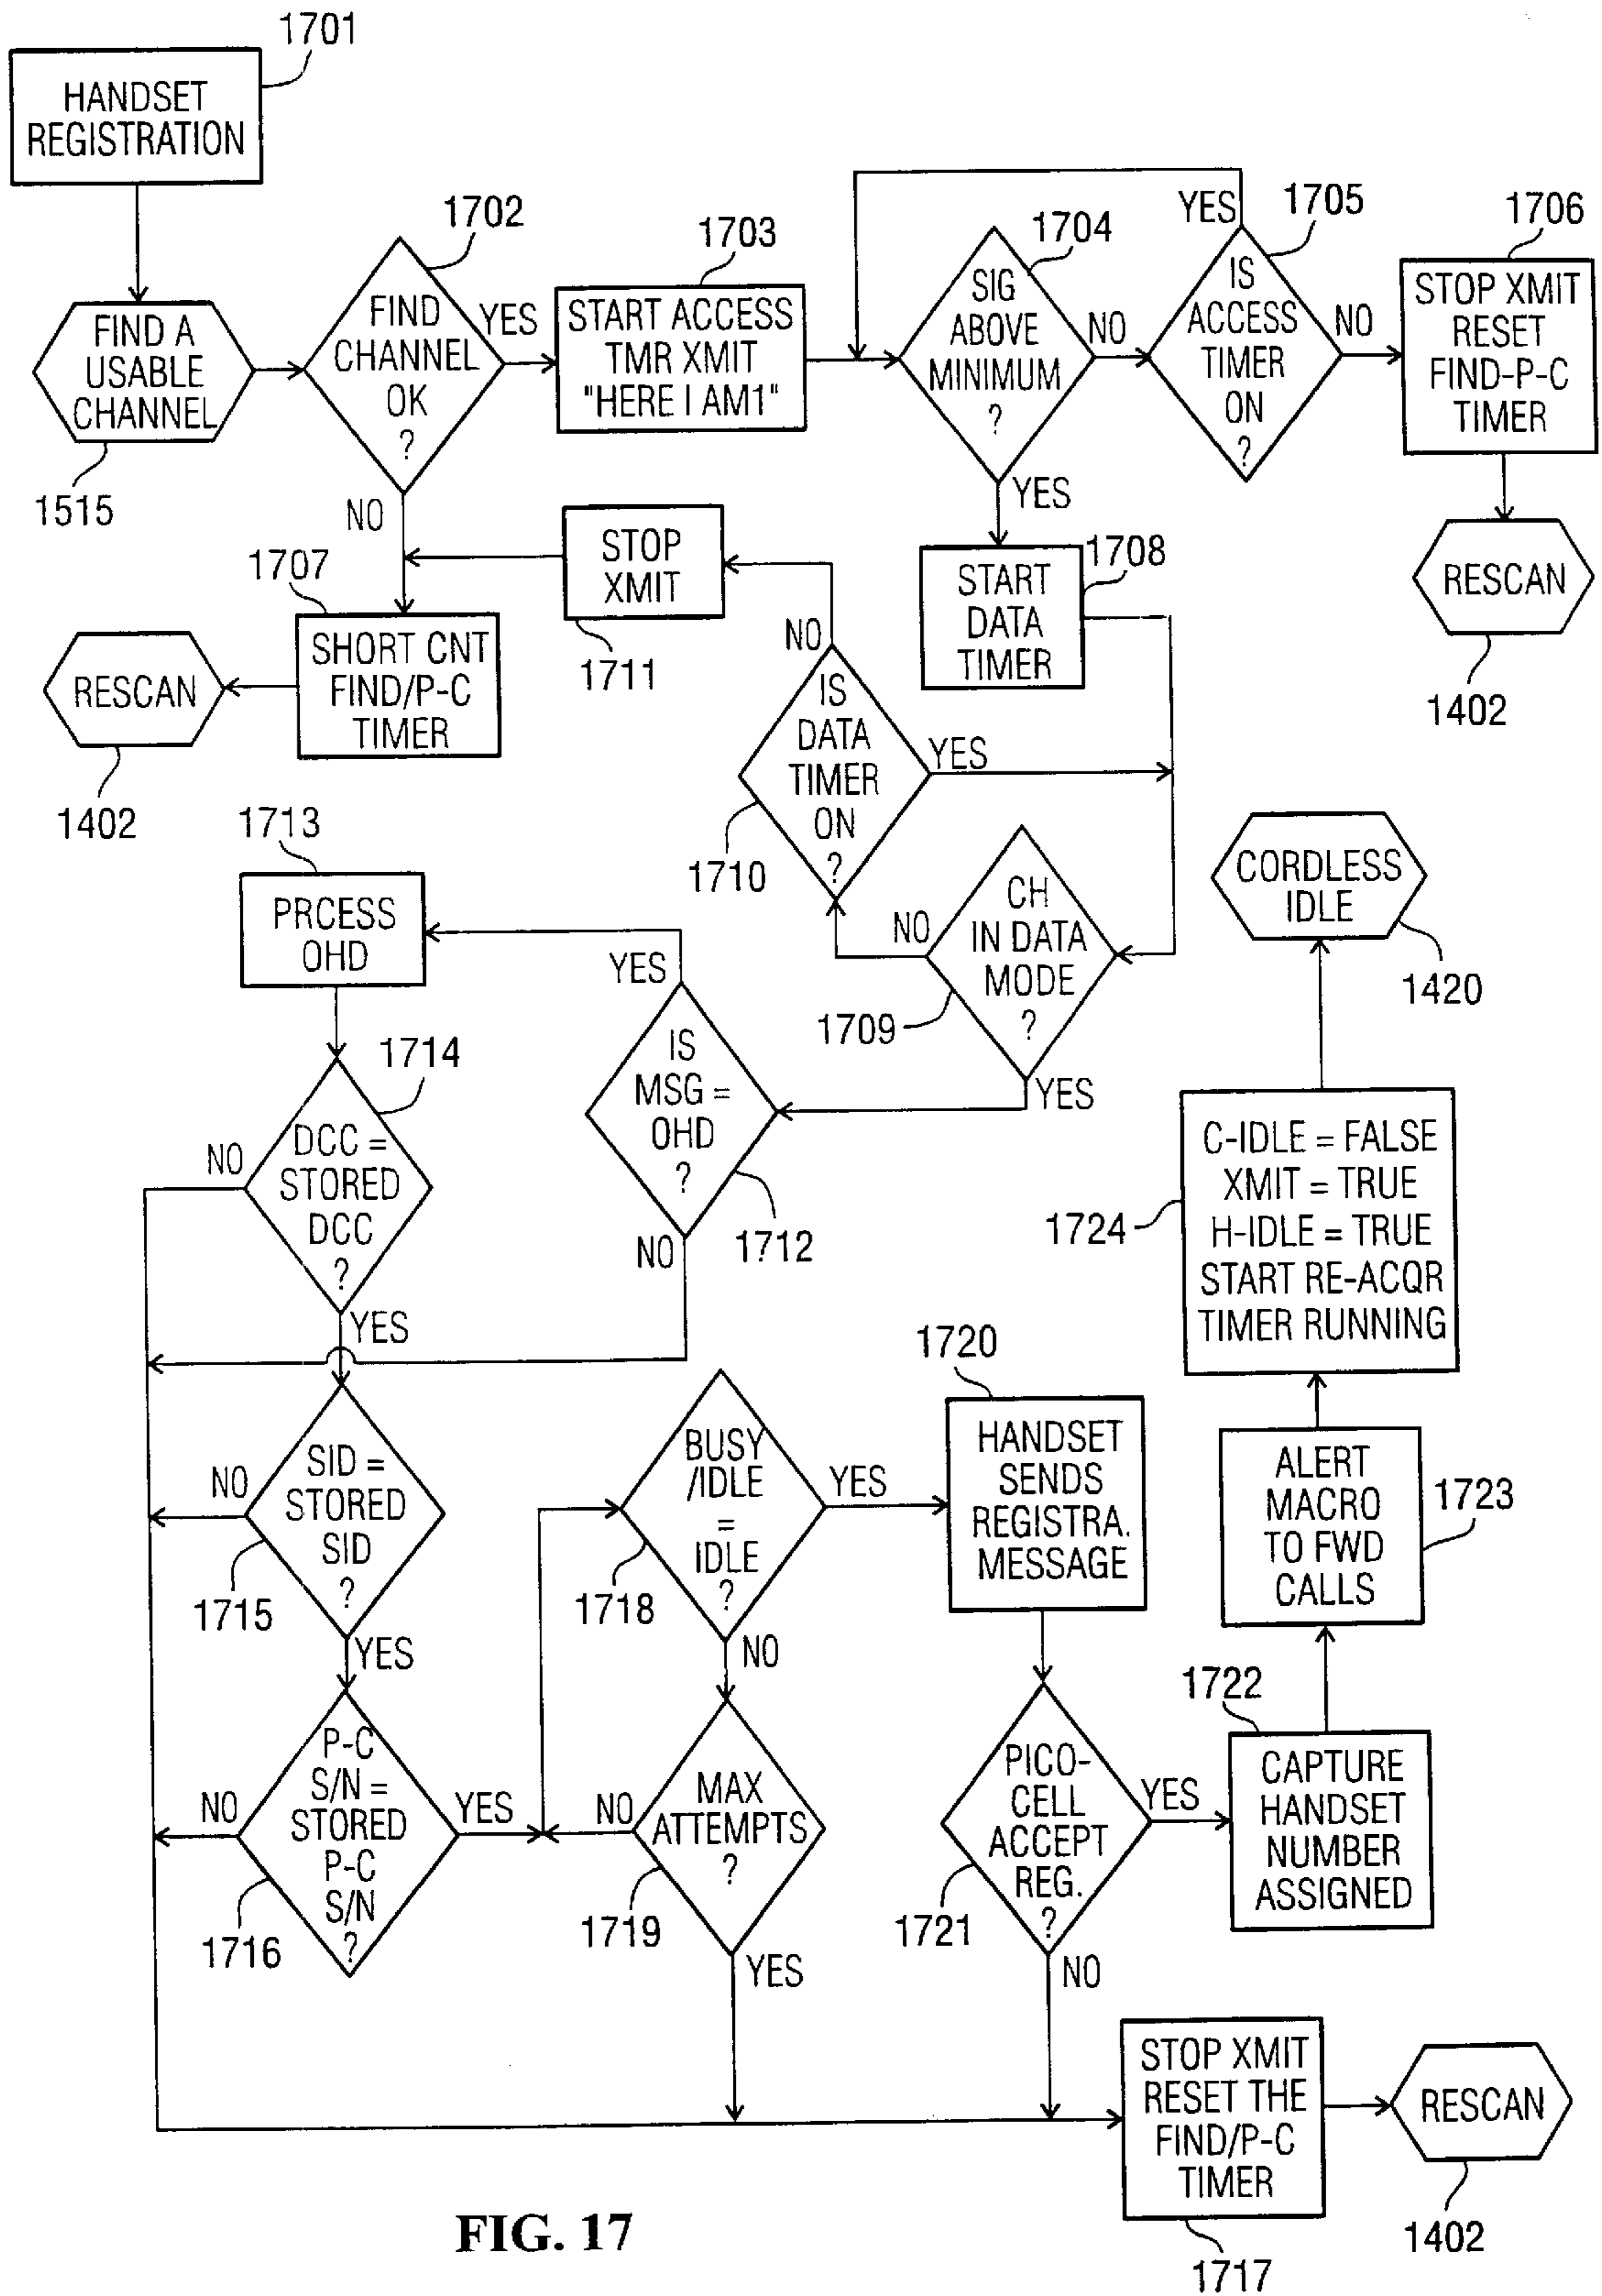 1701
HANDSET
REGISTRATION
1702
1703
1704
YES
1705
1706
FIND A
USABLE
CHANNEL
1515
FIND
CHANNEL
OK
?
YES
NO
START ACCESS
TMR XMIT
"HERE I AM1"
SIG
ABOVE
MINIMUM
?
NO
YES
IS
ACCESS
TIMER
ON
?
NO
STOP XMIT
RESET
FIND-P-C
TIMER
RESCAN
1402
1707
SHORT CNT
FIND/P-C
TIMER
RESCAN
1402
STOP
XMIT
1711
START
DATA
TIMER
1708
NO
IS
DATA
TIMER
ON
?
YES
1710
CH
IN DATA
MODE
?
NO
1709
YES
CORDLESS
IDLE
1420
1713
PRCESS
OHD
YES
IS
MSG =
OHD
?
NO
1712
1714
NO
DCC =
STORED
DCC
?
YES
C-IDLE = FALSE
XMIT = TRUE
H-IDLE = TRUE
START RE-ACQR
TIMER RUNNING
1724
NO
SID =
STORED
SID
?
1715
YES
BUSY
/IDLE
=
IDLE
?
YES
1718
NO
1720
HANDSET
SENDS
REGISTRA.
MESSAGE
ALERT
MACRO
TO FWD
CALLS
1723
NO
P-C
S/N =
STORED
P-C
S/N
?
YES
1716
NO
MAX
ATTEMPTS
?
1719
YES
PICO-
CELL
ACCEPT
REG.
?
YES
1721
NO
1722
CAPTURE
HANDSET
NUMBER
ASSIGNED
STOP XMIT
RESET THE
FIND/P-C
TIMER
1717
RESCAN
1402
FIG. 17